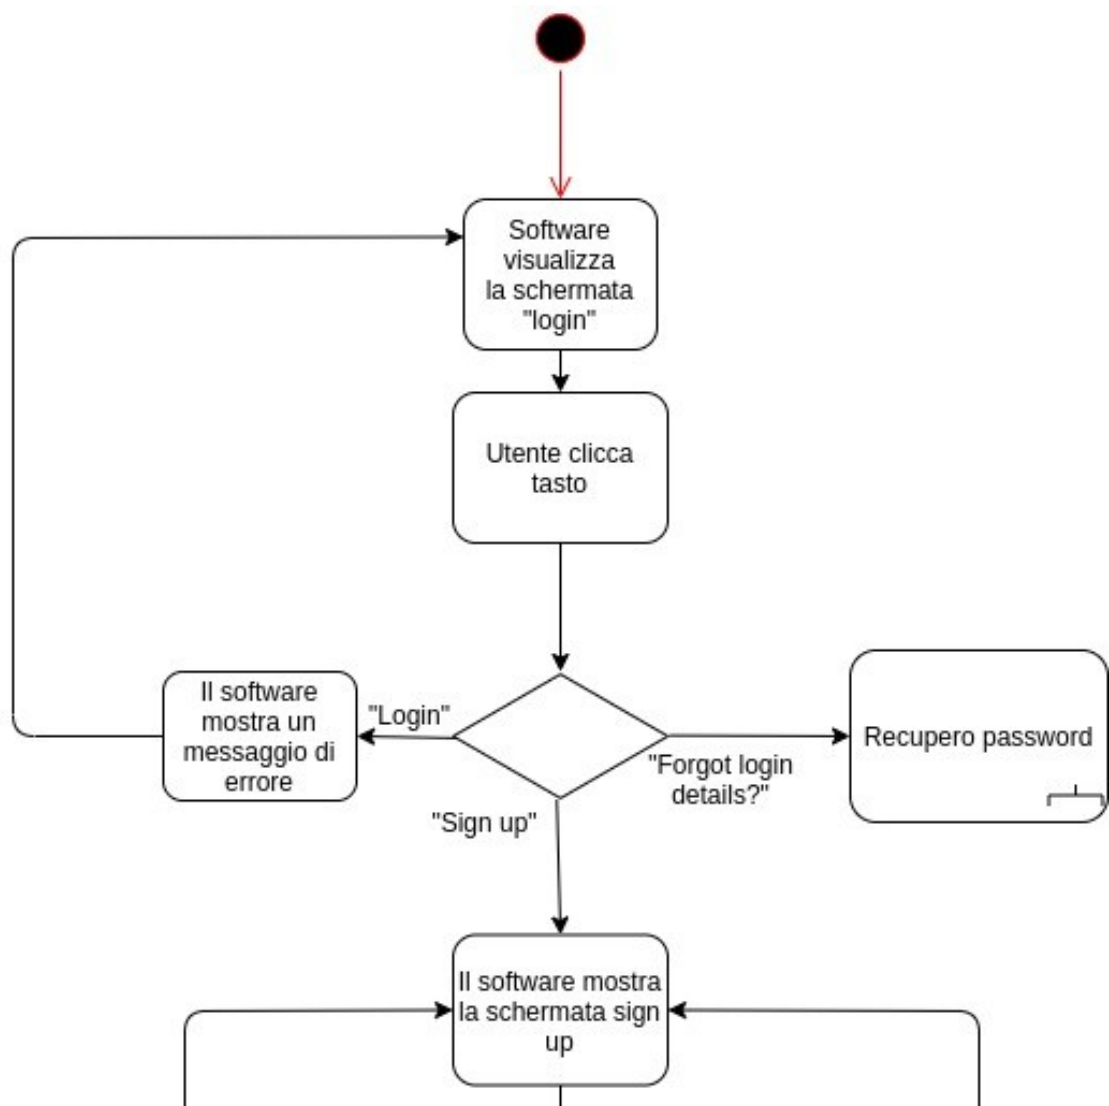 Software
visualizza
la schermata
"login"
Utente clicca
tasto
Il software
mostra un
messaggio di
errore
"Login"
"Forgot login
details?"
Recupero password
"Sign up"
Il software mostra
la schermata sign
up